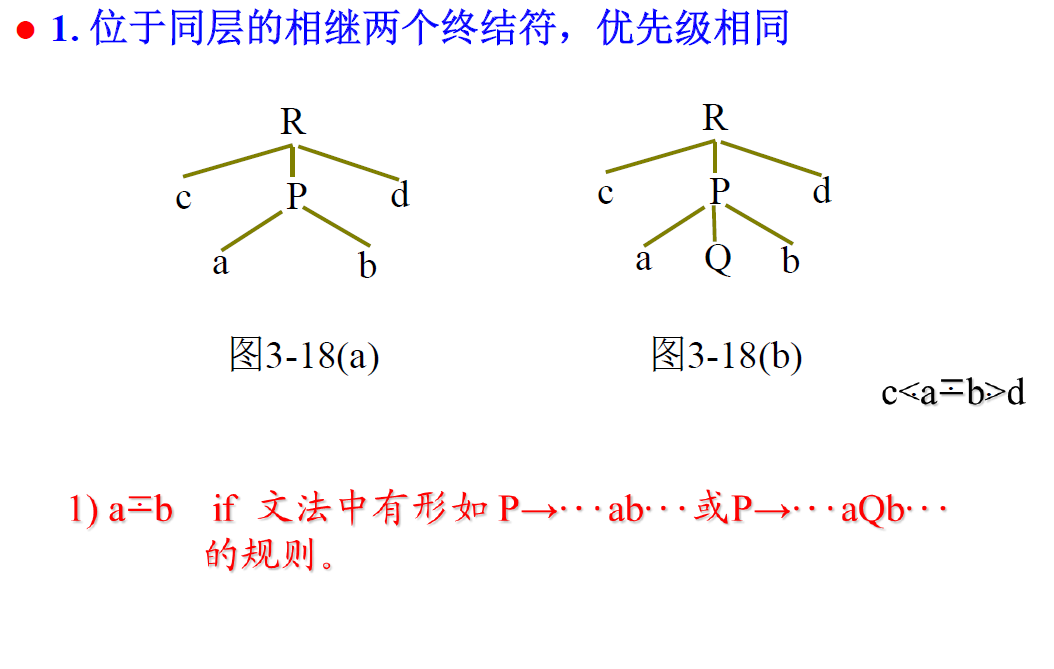 ● 1. 位于同层的相继两个终结符，优先级相同
R R
c P d c P d
a b a Q b
图3-18(a) 图3-18(b)
c⋖a≐b⋗d
1) a≐b if 文法中有形如 P→···ab···或P→···aQb···
的规则。